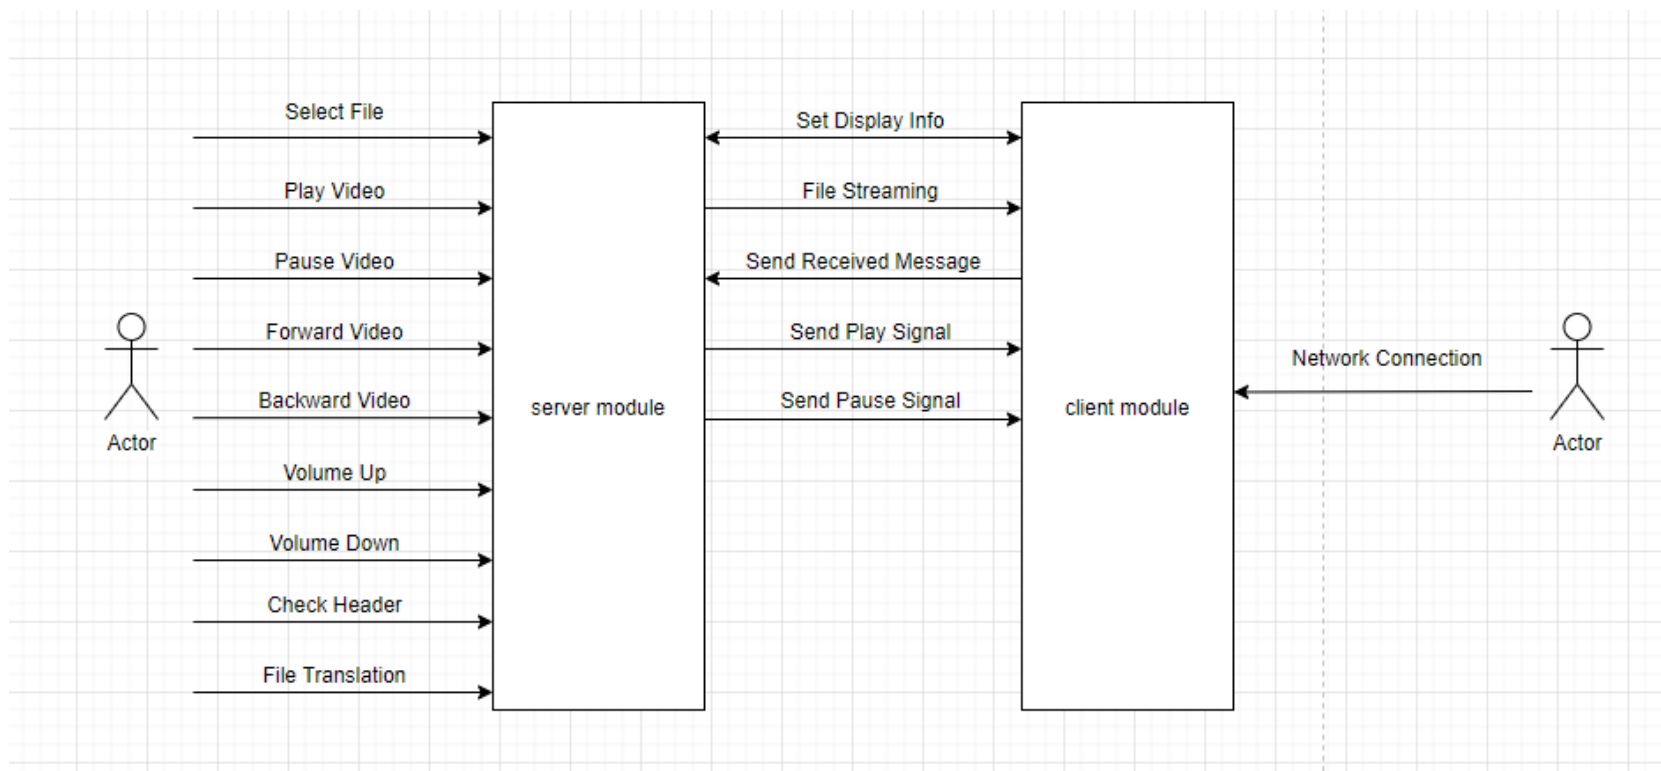 Select File
Set Display Info
Play Video
File Streaming
Pause Video
Send Received Message
Forward Video
Send Play Signal
Network Connection
Backward Video
Send Pause Signal
server module
client module
Actor
Actor
Volume Up
Volume Down
Check Header
File Translation